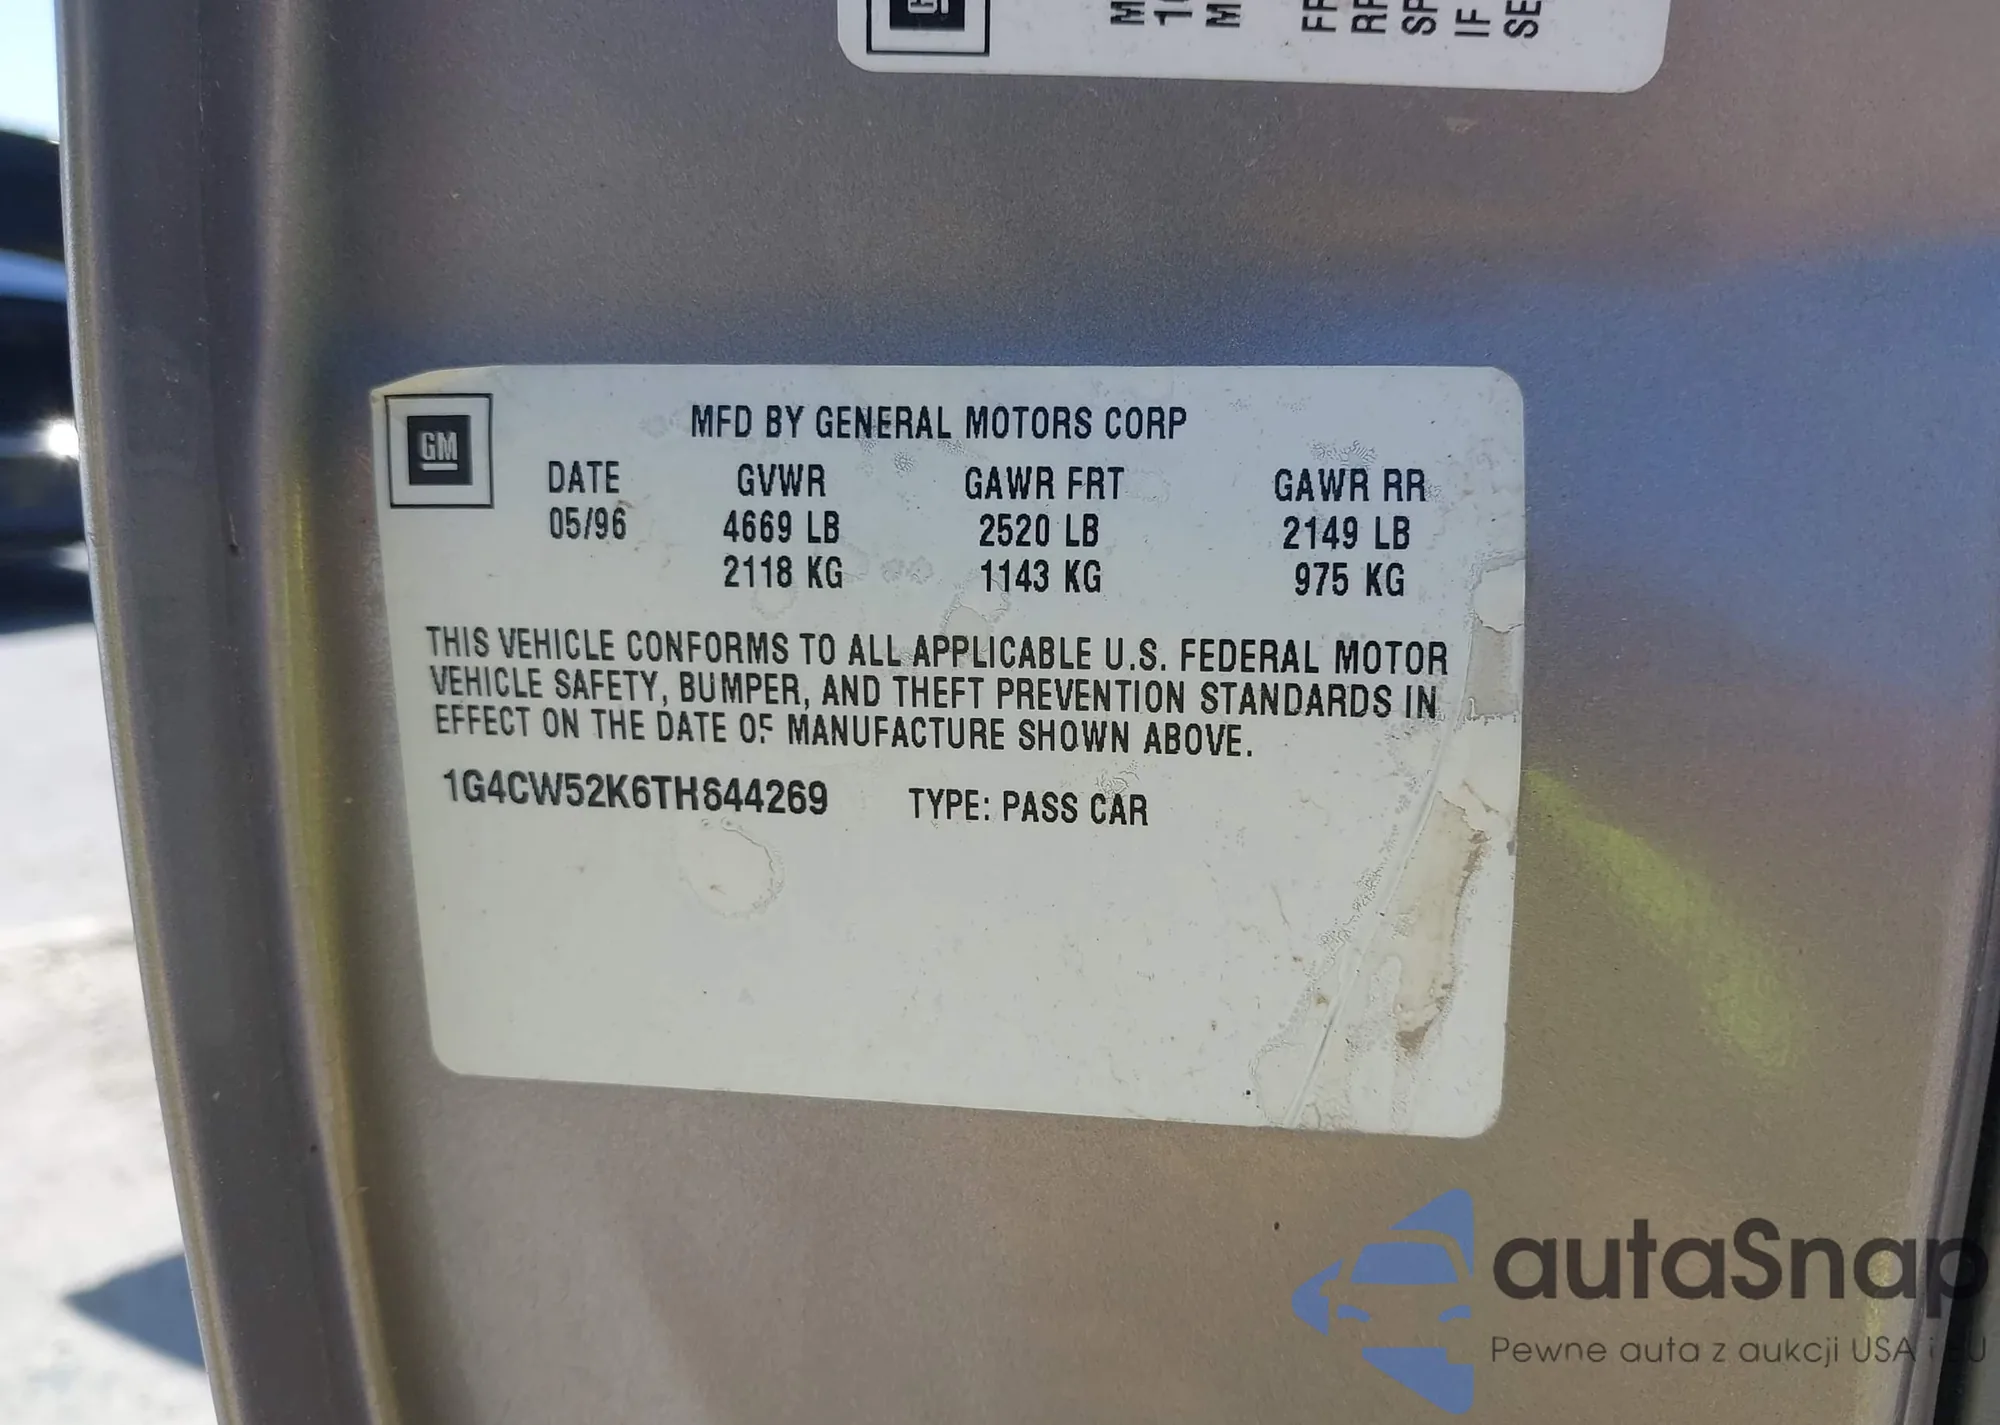 GM
MFD BY GENERAL MOTORS CORP
DATE GVWR GAWR FRT GAWR RR
05/96 4669 LB 2520 LB 2149 LB
2118 KG 1143 KG 975 KG
THIS VEHICLE CONFORMS TO ALL APPLICABLE U.S. FEDERAL MOTOR
VEHICLE SAFETY, BUMPER, AND THEFT PREVENTION STANDARDS IN
EFFECT ON THE DATE OF MANUFACTURE SHOWN ABOVE.
1G4CW52K6TH644269 TYPE: PASS CAR
autaSnap
Pewne auta z aukcji USA i EU